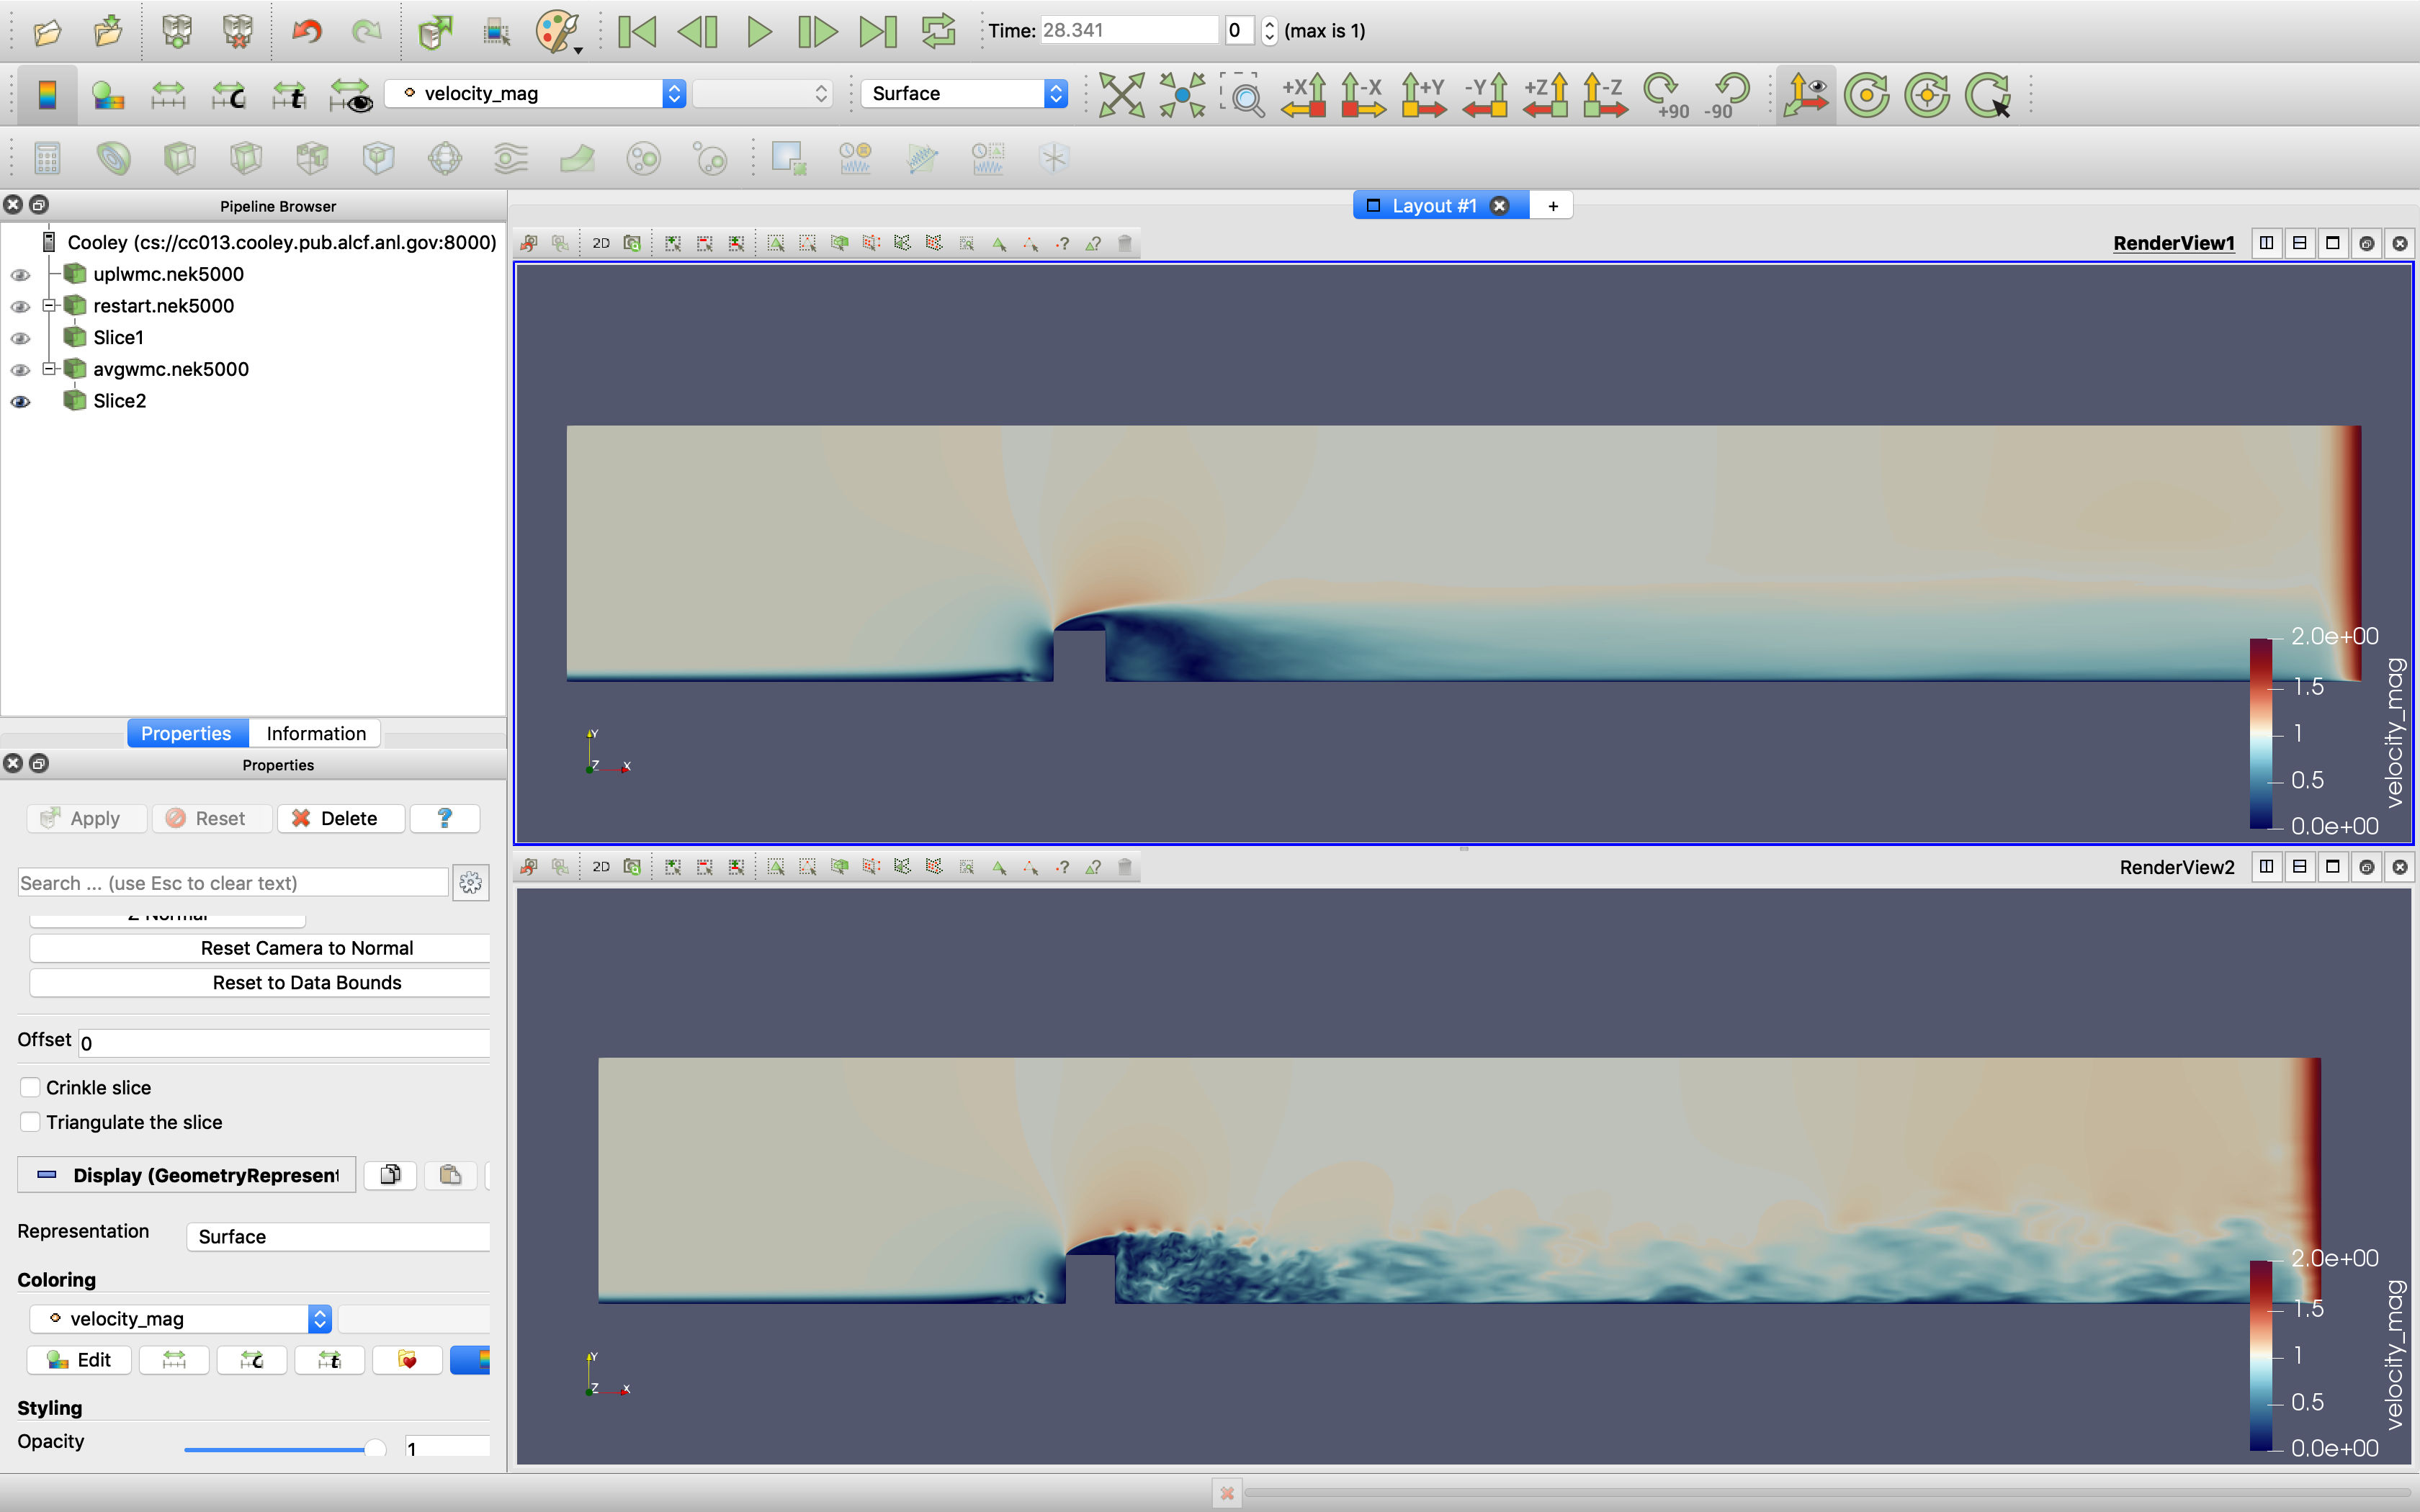 Time: 28.341 0 (max is 1)
velocity_mag Surface +X -X +Y -Y +Z -Z +90 -90
Pipeline Browser
Layout #1 +
Cooley (cs://cc013.cooley.pub.alcf.anl.gov:8000)
uplwmc.nek5000
restart.nek5000
Slice1
avgwmc.nek5000
Slice2
Properties Information
Properties
Apply Reset Delete ?
Search ... (use Esc to clear text)
Z Normal
Reset Camera to Normal
Reset to Data Bounds
Offset 0
Crinkle slice
Triangulate the slice
Display (GeometryRepresent
Representation Surface
Coloring
velocity_mag
Edit
Styling
Opacity 1
2D RenderView1
2.0e+00
1.5
1
0.5
0.0e+00
velocity_mag
Y
Z X
2D RenderView2
2.0e+00
1.5
1
0.5
0.0e+00
velocity_mag
Y
Z X